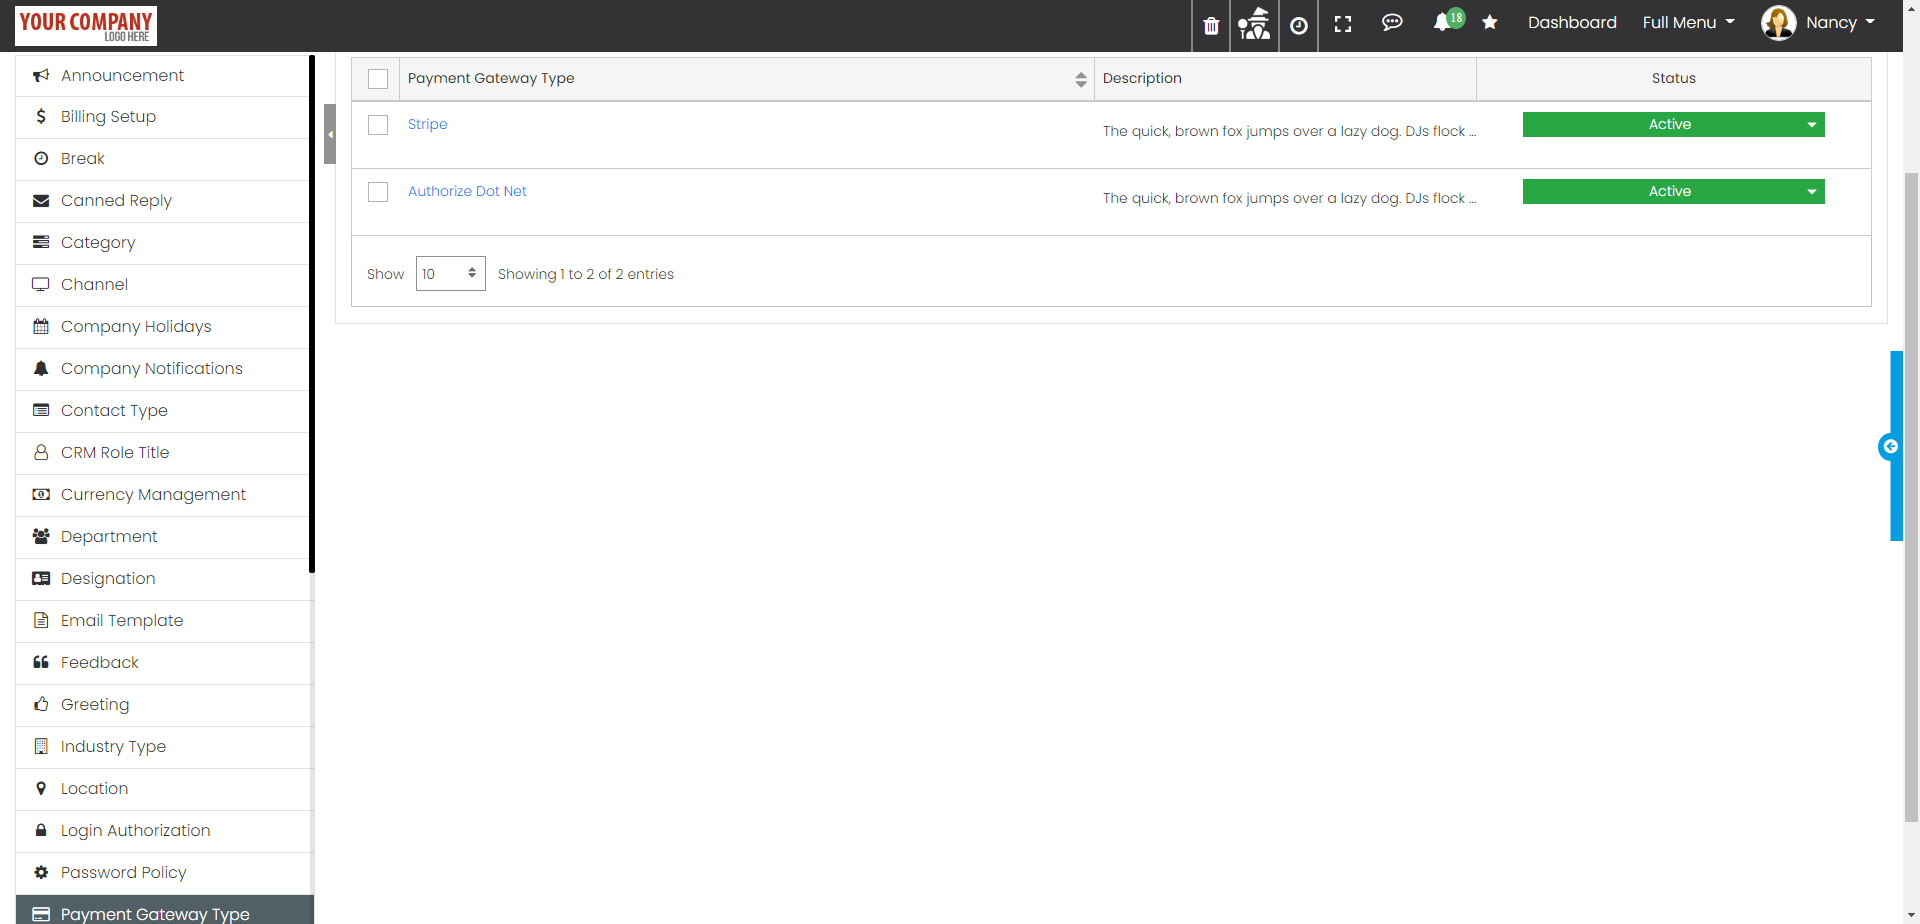 YOUR COMPANY
LOGO HERE
18
Dashboard
Full Menu
Nancy
Announcement
Billing Setup
Break
Canned Reply
Category
Channel
Company Holidays
Company Notifications
Contact Type
CRM Role Title
Currency Management
Department
Designation
Email Template
Feedback
Greeting
Industry Type
Location
Login Authorization
Password Policy
Payment Gateway Type
Payment Gateway Type Description Status
Stripe The quick, brown fox jumps over a lazy dog. DJs flock ... Active
Authorize Dot Net The quick, brown fox jumps over a lazy dog. DJs flock ... Active
Show 10 Showing 1 to 2 of 2 entries